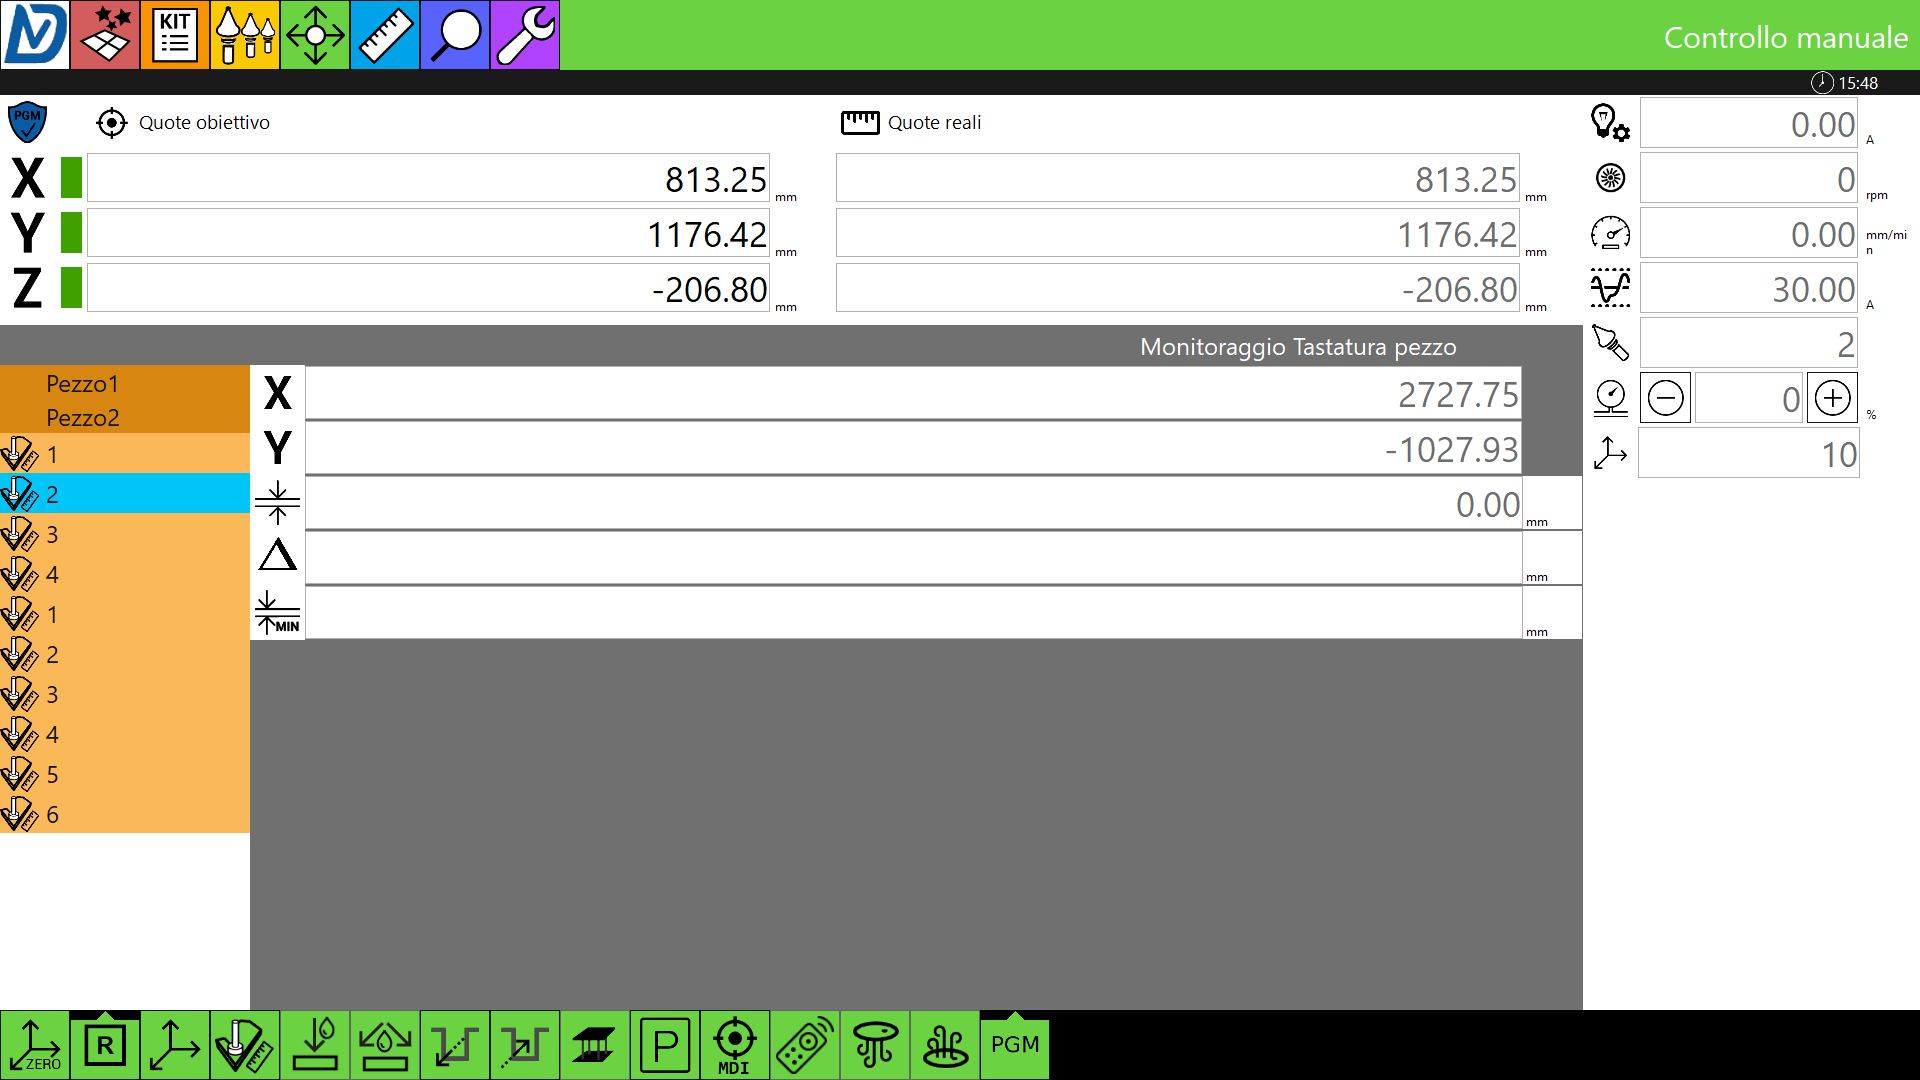 KIT
Controllo manuale
15:48
PGM
Quote obiettivo
Quote reali
X 813.25 mm 813.25 mm
Y 1176.42 mm 1176.42 mm
Z -206.80 mm -206.80 mm
0.00 A
0 rpm
0.00 mm/mi
n
30.00 A
2
0 %
10
Monitoraggio Tastatura pezzo
Pezzo1
Pezzo2
1
2
3
4
1
2
3
4
5
6
X 2727.75
Y -1027.93
0.00 mm
mm
MIN mm
ZERO
R
P
MDI
PGM